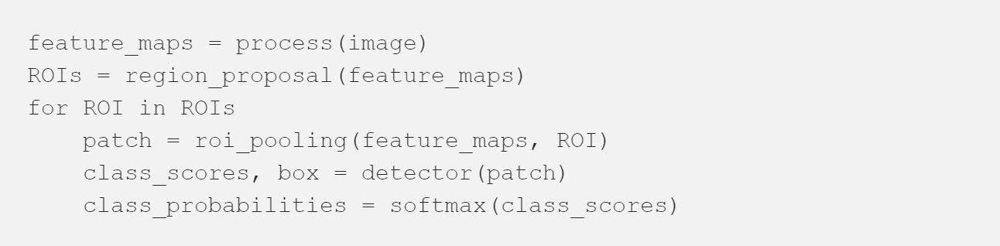 feature_maps = process(image)
ROIs = region_proposal(feature_maps)
for ROI in ROIs
    patch = roi_pooling(feature_maps, ROI)
    class_scores, box = detector(patch)
    class_probabilities = softmax(class_scores)